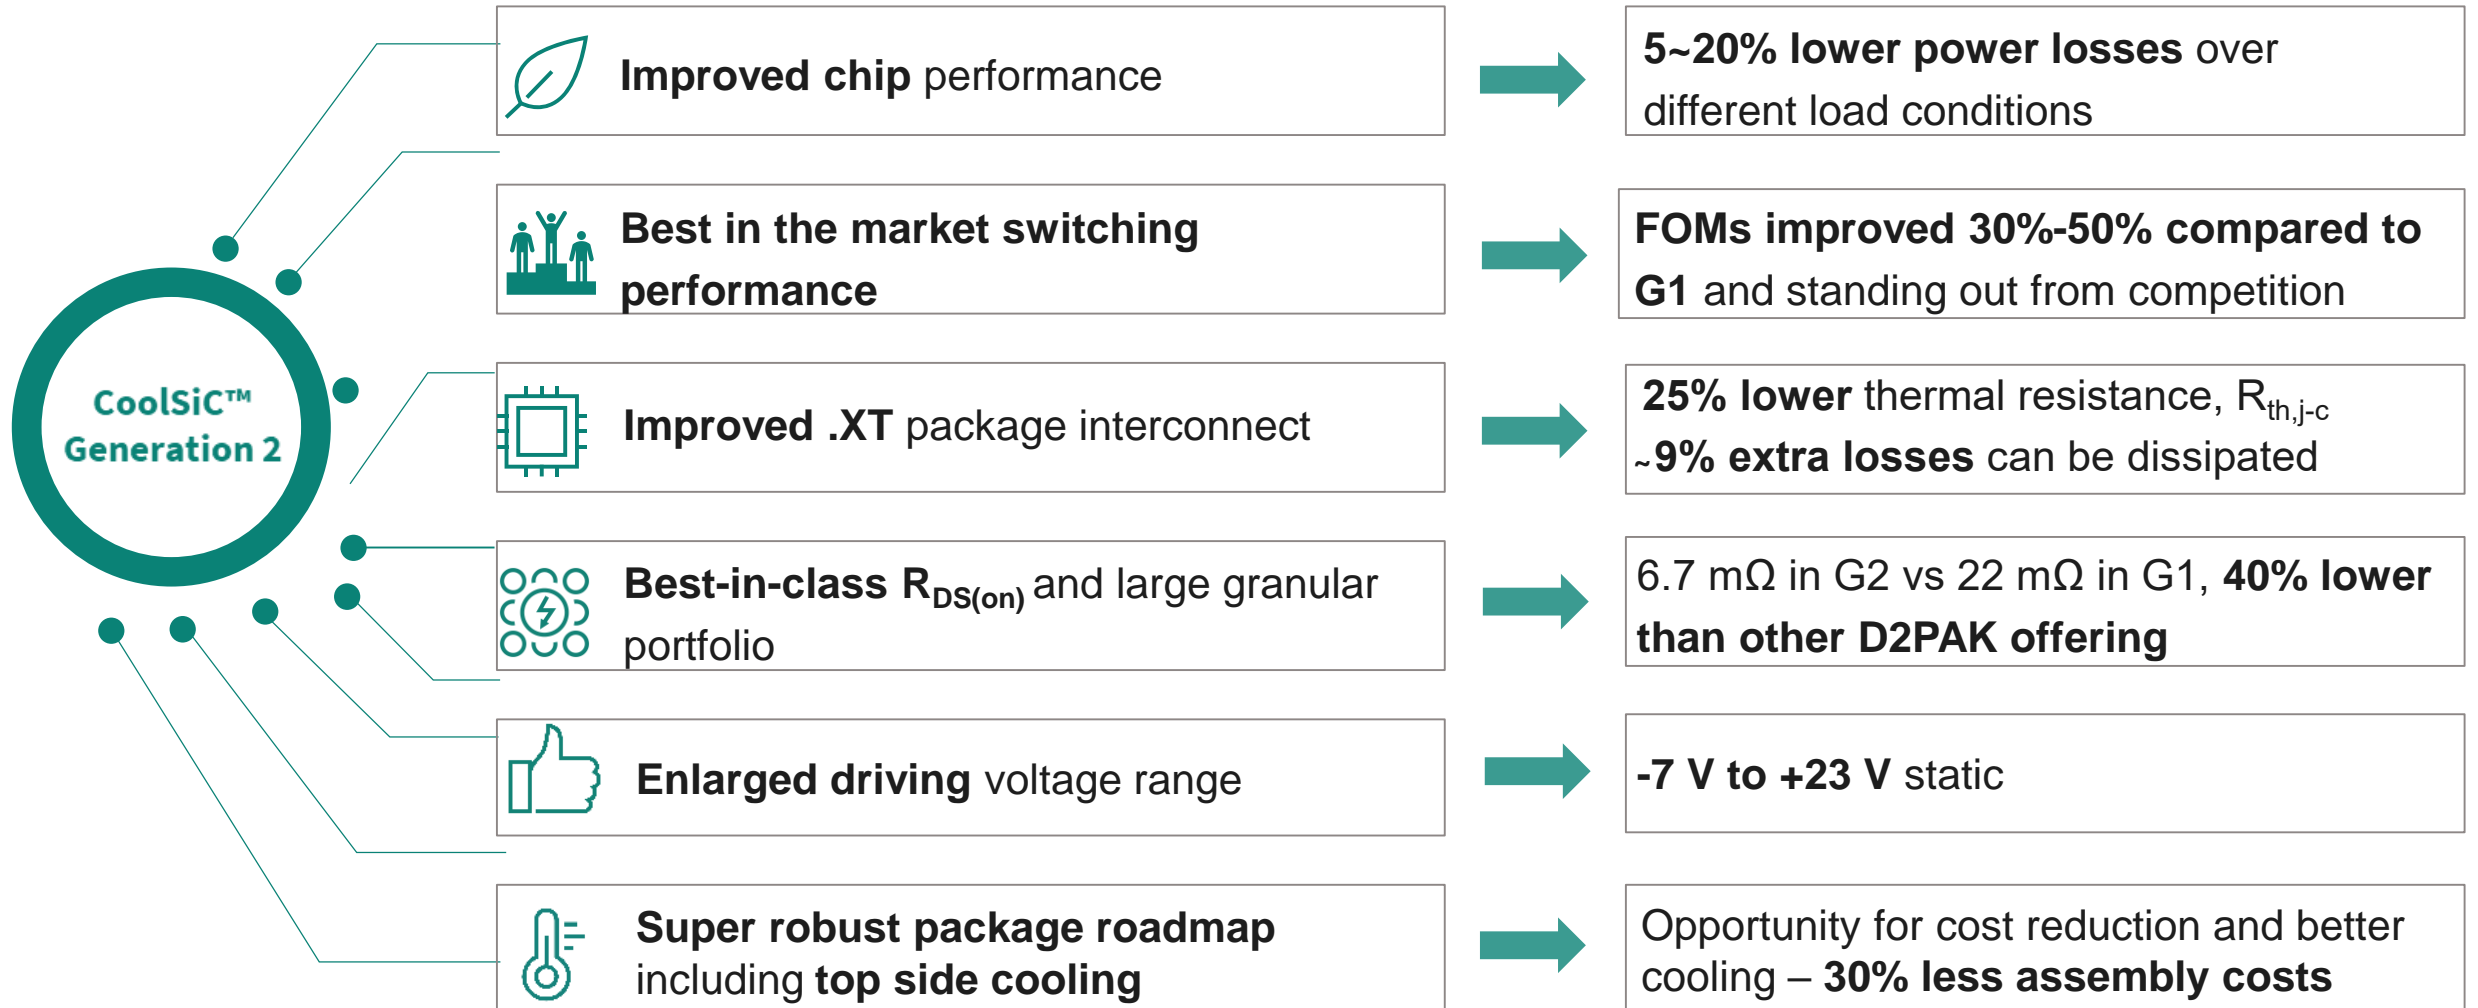 CoolSiC™
Generation 2
Improved chip performance
5~20% lower power losses over
different load conditions
Best in the market switching
performance
FOMs improved 30%-50% compared to
G1 and standing out from competition
Improved .XT package interconnect
25% lower thermal resistance, Rth,j-c
~9% extra losses can be dissipated
Best-in-class RDS(on) and large granular
portfolio
6.7 mΩ in G2 vs 22 mΩ in G1, 40% lower
than other D2PAK offering
Enlarged driving voltage range
-7 V to +23 V static
Super robust package roadmap
including top side cooling
Opportunity for cost reduction and better
cooling – 30% less assembly costs